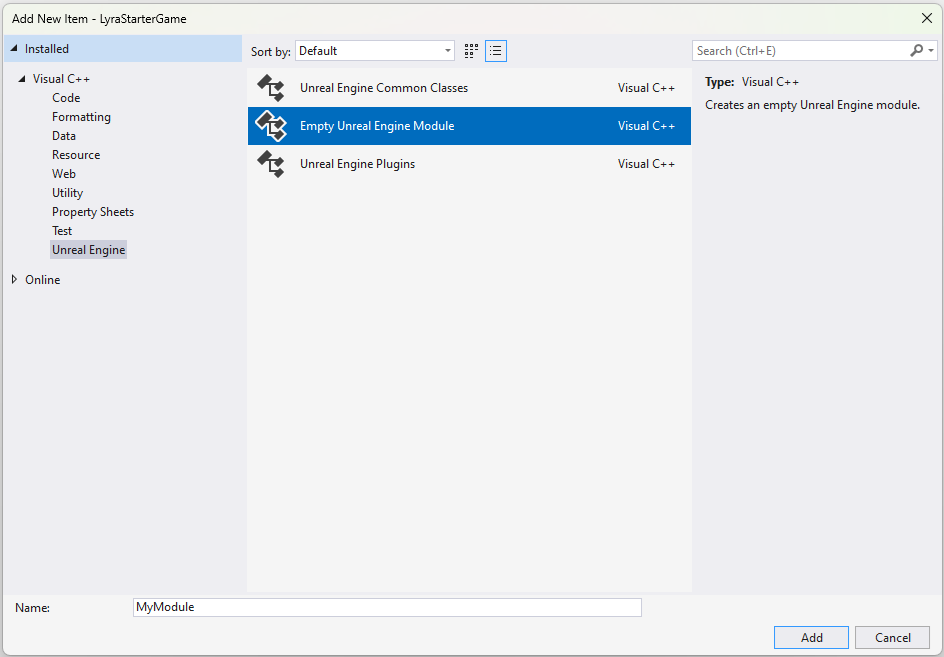 Add New Item - LyraStarterGame
Installed
Visual C++
Code
Formatting
Data
Resource
Web
Utility
Property Sheets
Test
Unreal Engine
Online
Sort by: Default
Unreal Engine Common Classes Visual C++
Empty Unreal Engine Module Visual C++
Unreal Engine Plugins Visual C++
Search (Ctrl+E)
Type: Visual C++
Creates an empty Unreal Engine module.
Name: MyModule
Add Cancel